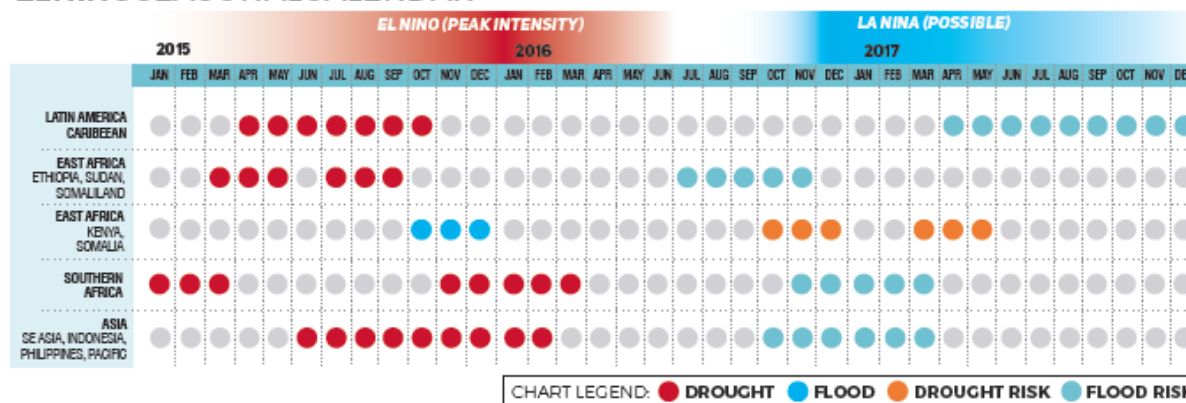 EL NINO (PEAK INTENSITY) LA NINA (POSSIBLE)
2015 2016 2017
JAN FEB MAR APR MAY JUN JUL AUG SEP OCT NOV DEC JAN FEB MAR APR MAY JUN JUL AUG SEP OCT NOV DEC JAN FEB MAR APR MAY JUN JUL AUG SEP OCT NOV DE
LATIN AMERICA
CARIBEEAN
EAST AFRICA
ETHIOPIA, SUDAN,
SOMALILAND
EAST AFRICA
KENYA,
SOMALIA
SOUTHERN
AFRICA
ASIA
SE ASIA, INDONESIA,
PHILIPPINES, PACIFIC
CHART LEGEND: DROUGHT FLOOD DROUGHT RISK FLOOD RISK